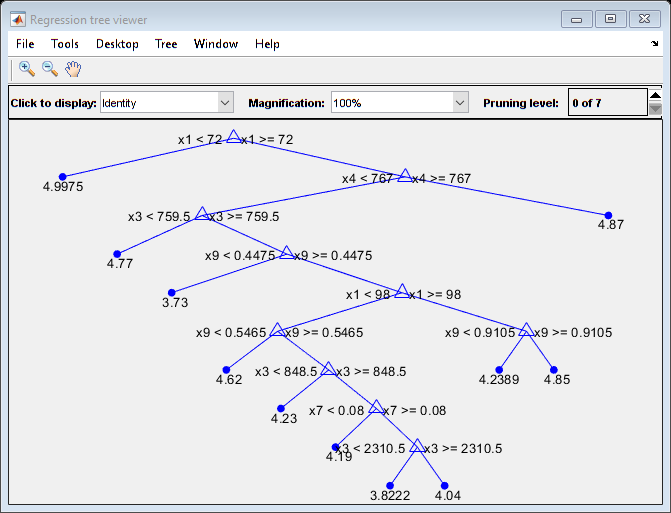 Regression tree viewer
File Tools Desktop Tree Window Help
Click to display: Identity Magnification: 100% Pruning level: 0 of 7
x1 < 72 x1 >= 72
4.9975
x4 < 767 x4 >= 767
x3 < 759.5 x3 >= 759.5
4.87
4.77
x9 < 0.4475 x9 >= 0.4475
3.73
x1 < 98 x1 >= 98
x9 < 0.5465 x9 >= 0.5465
x9 < 0.9105 x9 >= 0.9105
4.62
x3 < 848.5 x3 >= 848.5
4.2389
4.85
4.23
x7 < 0.08 x7 >= 0.08
4.19
x3 < 2310.5 x3 >= 2310.5
3.8222
4.04